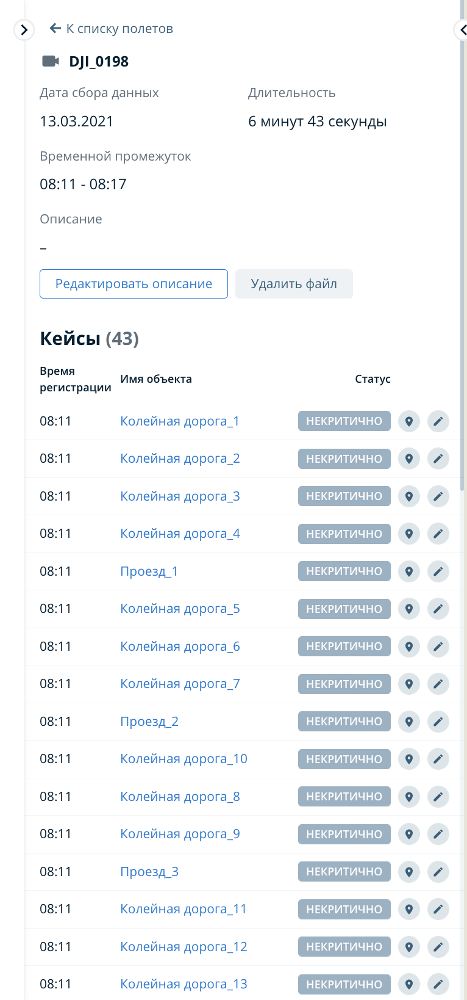 К списку полетов
DJI_0198
Дата сбора данных
Длительность
13.03.2021
6 минут 43 секунды
Временной промежуток
08:11 - 08:17
Описание
–
Редактировать описание
Удалить файл
Кейсы (43)
Время регистрации
Имя объекта
Статус
08:11 Колейная дорога_1 НЕКРИТИЧНО
08:11 Колейная дорога_2 НЕКРИТИЧНО
08:11 Колейная дорога_3 НЕКРИТИЧНО
08:11 Колейная дорога_4 НЕКРИТИЧНО
08:11 Проезд_1 НЕКРИТИЧНО
08:11 Колейная дорога_5 НЕКРИТИЧНО
08:11 Колейная дорога_6 НЕКРИТИЧНО
08:11 Колейная дорога_7 НЕКРИТИЧНО
08:11 Проезд_2 НЕКРИТИЧНО
08:11 Колейная дорога_10 НЕКРИТИЧНО
08:11 Колейная дорога_8 НЕКРИТИЧНО
08:11 Колейная дорога_9 НЕКРИТИЧНО
08:11 Проезд_3 НЕКРИТИЧНО
08:11 Колейная дорога_11 НЕКРИТИЧНО
08:11 Колейная дорога_12 НЕКРИТИЧНО
08:11 Колейная дорога_13 НЕКРИТИЧНО